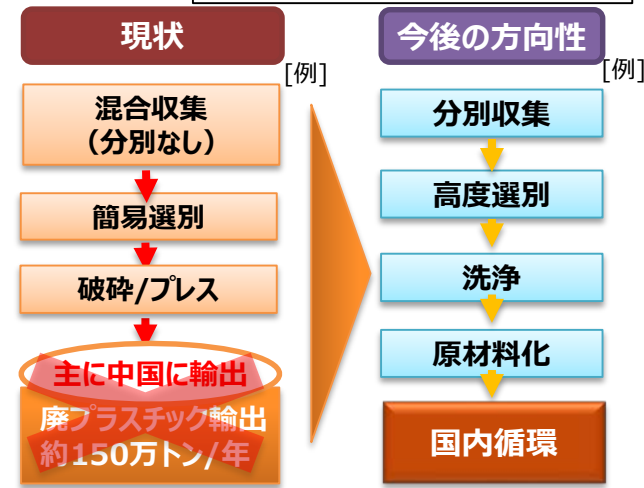 現状
[例]
混合収集
（分別なし）
簡易選別
破砕/プレス
主に中国に輸出
廃プラスチック輸出
約150万トン/年
今後の方向性
[例]
分別収集
高度選別
洗浄
原材料化
国内循環